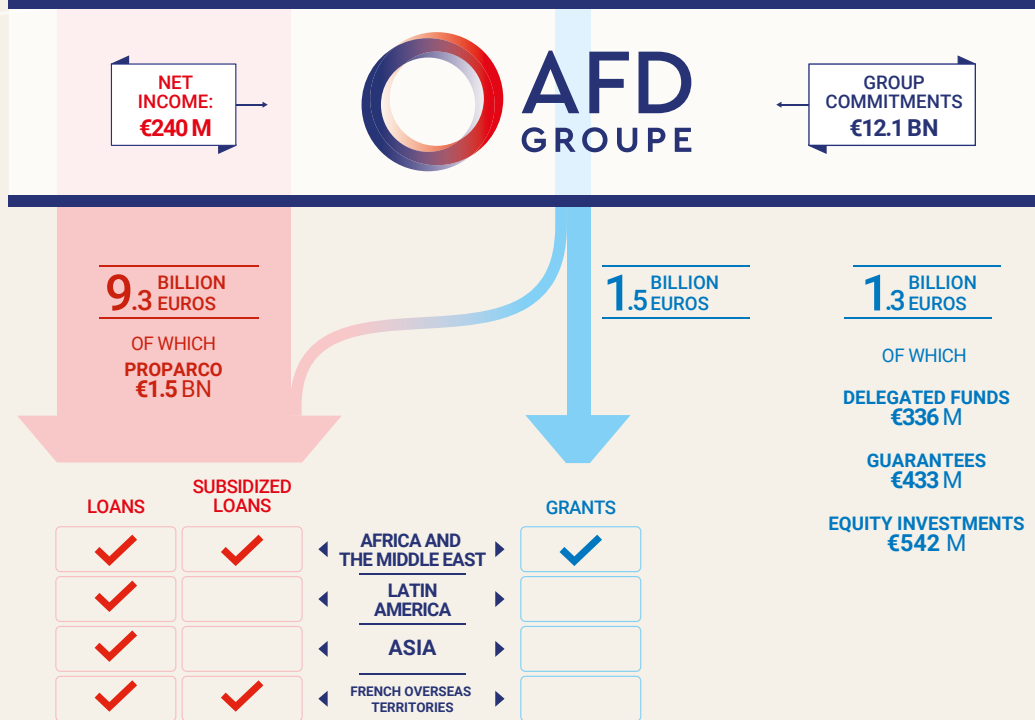 NET
INCOME:
€240 M
AFD
GROUPE
GROUP
COMMITMENTS
€12.1 BN
9.3 BILLION
EUROS
OF WHICH
PROPARCO
€1.5 BN
1.5 BILLION
EUROS
1.3 BILLION
EUROS
OF WHICH
DELEGATED FUNDS
€336 M
GUARANTEES
€433 M
EQUITY INVESTMENTS
€542 M
LOANS
SUBSIDIZED
LOANS
GRANTS
AFRICA AND
THE MIDDLE EAST
LATIN
AMERICA
ASIA
FRENCH OVERSEAS
TERRITORIES